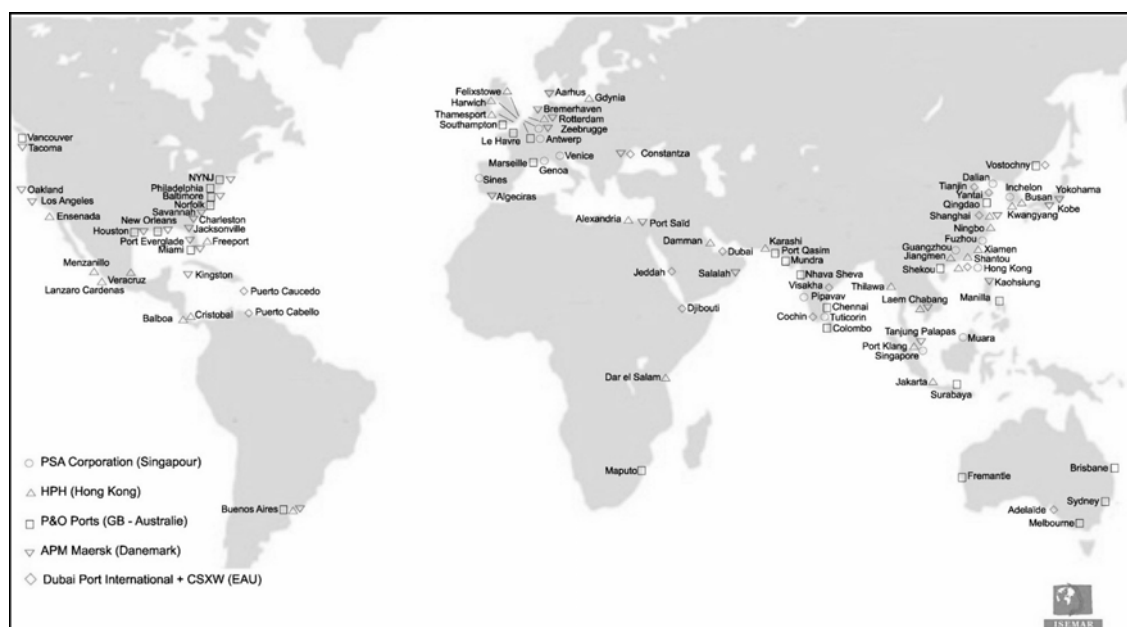 Felixstowe
Harwich
Thamesport
Southampton
Le Havre
Aarhus
Gdynia
Bremerhaven
Rotterdam
Zeebrugge
Antwerp
Marseille
Genoa
Venice
Constantza
Sines
Algeciras
Vancouver
Tacoma
Oakland
Los Angeles
Ensenada
NYNJ
Philadelphia
Baltimore
Norfolk
Savannah
Charleston
New Orleans
Houston
Jacksonville
Port Everglade
Freeport
Miami
Manzanillo
Veracruz
Lanzaro Cardenas
Kingston
Puerto Caucedo
Puerto Cabello
Balboa
Cristobal
Buenos Aires
Alexandria
Port Saïd
Damman
Dubai
Jeddah
Salalah
Djibouti
Dar el Salam
Maputo
Karashi
Port Qasim
Mundra
Nhava Sheva
Visakha
Pipavav
Chennai
Cochin
Tuticorin
Colombo
Thilawa
Laem Chabang
Tanjung Palapas
Port Klang
Singapore
Muara
Jakarta
Surabaya
Vostochny
Dalian
Tianjin
Yantai
Qingdao
Inchelon
Busan
Yokohama
Kobe
Kwangyang
Shanghai
Ningbo
Fuzhou
Guangzhou
Xiamen
Jiangmen
Shantou
Shekou
Hong Kong
Kaohsiung
Manilla
Fremantle
Brisbane
Sydney
Adelaïde
Melbourne
PSA Corporation (Singapour)
HPH (Hong Kong)
P&O Ports (GB - Australie)
APM Maersk (Danemark)
Dubai Port International + CSXW (EAU)
ISEMAR